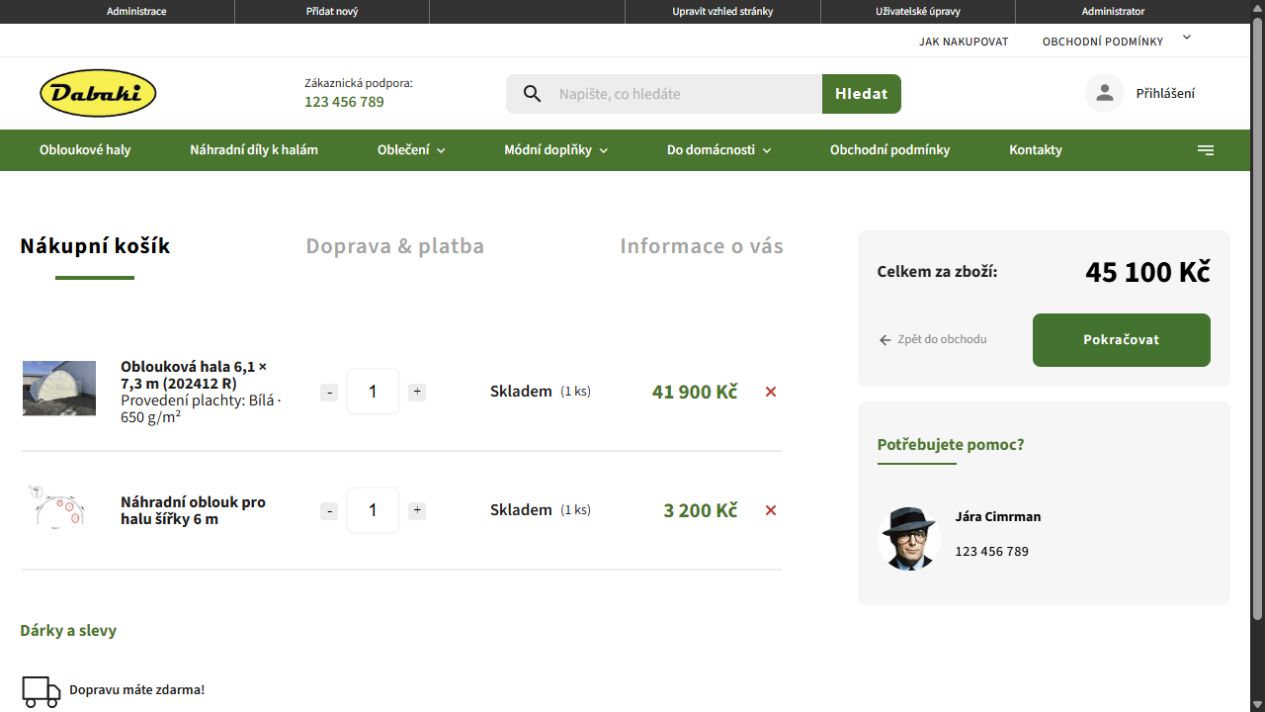 Administrace
Přidat nový
Upravit vzhled stránky
Uživatelské úpravy
Administrator
JAK NAKUPOVAT
OBCHODNÍ PODMÍNKY
Dabaki
Zákaznická podpora:
123 456 789
Napište, co hledáte
Hledat
Přihlášení
Obloukové haly
Náhradní díly k halám
Oblečení
Módní doplňky
Do domácnosti
Obchodní podmínky
Kontakty
Nákupní košík
Doprava & platba
Informace o vás
Celkem za zboží:
45 100 Kč
Zpět do obchodu
Pokračovat
Oblouková hala 6,1 ×
7,3 m (202412 R)
Provedení plachty: Bílá ·
650 g/m²
- 1 +
Skladem (1 ks)
41 900 Kč
Náhradní oblouk pro
halu šířky 6 m
- 1 +
Skladem (1 ks)
3 200 Kč
Potřebujete pomoc?
Jára Cimrman
123 456 789
Dárky a slevy
Dopravu máte zdarma!